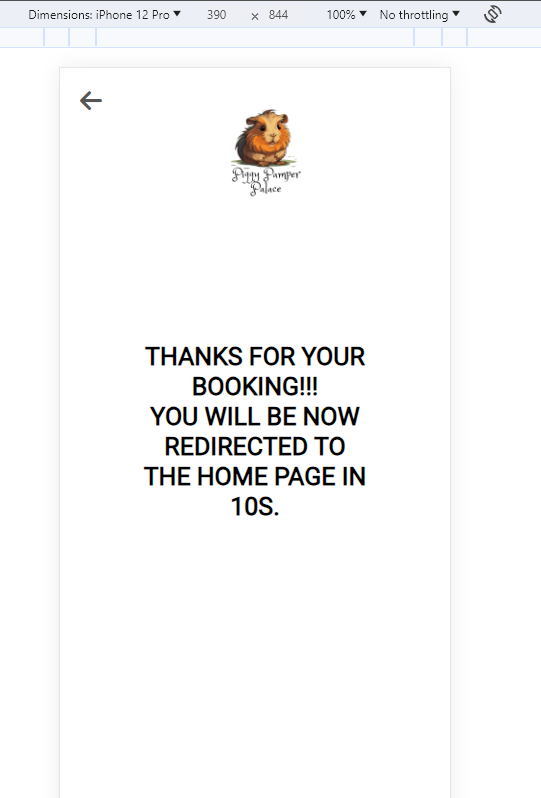 Dimensions: iPhone 12 Pro 390 × 844 100% No throttling
Piggy Pamper
Palace
THANKS FOR YOUR
BOOKING!!!
YOU WILL BE NOW
REDIRECTED TO
THE HOME PAGE IN
10S.